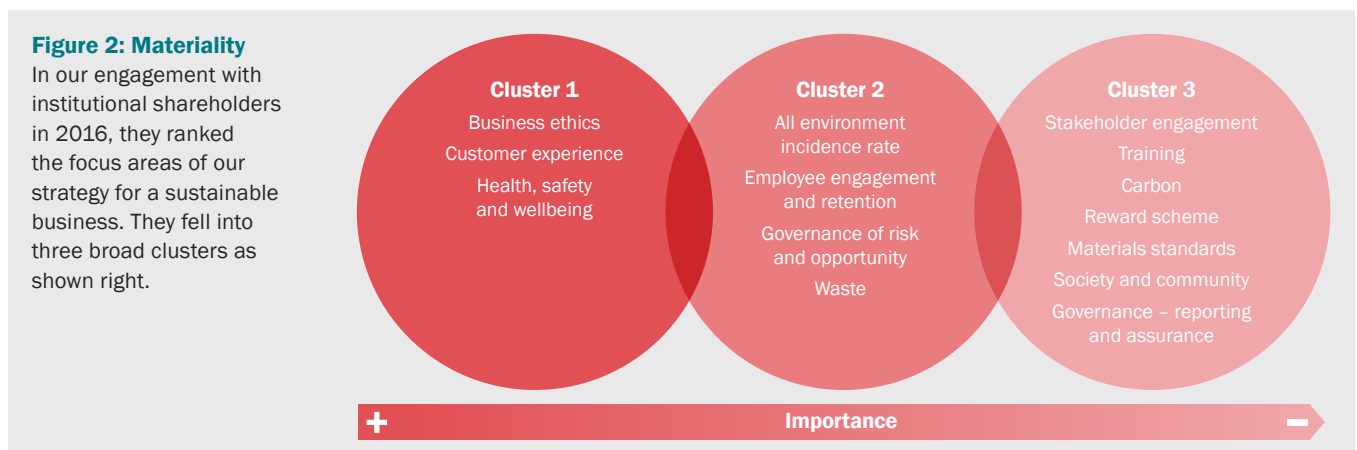 Figure 2: Materiality
In our engagement with
institutional shareholders
in 2016, they ranked
the focus areas of our
strategy for a sustainable
business. They fell into
three broad clusters as
shown right.
Cluster 1
Business ethics
Customer experience
Health, safety
and wellbeing
Cluster 2
All environment
incidence rate
Employee engagement
and retention
Governance of risk
and opportunity
Waste
Cluster 3
Stakeholder engagement
Training
Carbon
Reward scheme
Materials standards
Society and community
Governance – reporting
and assurance
+ Importance −